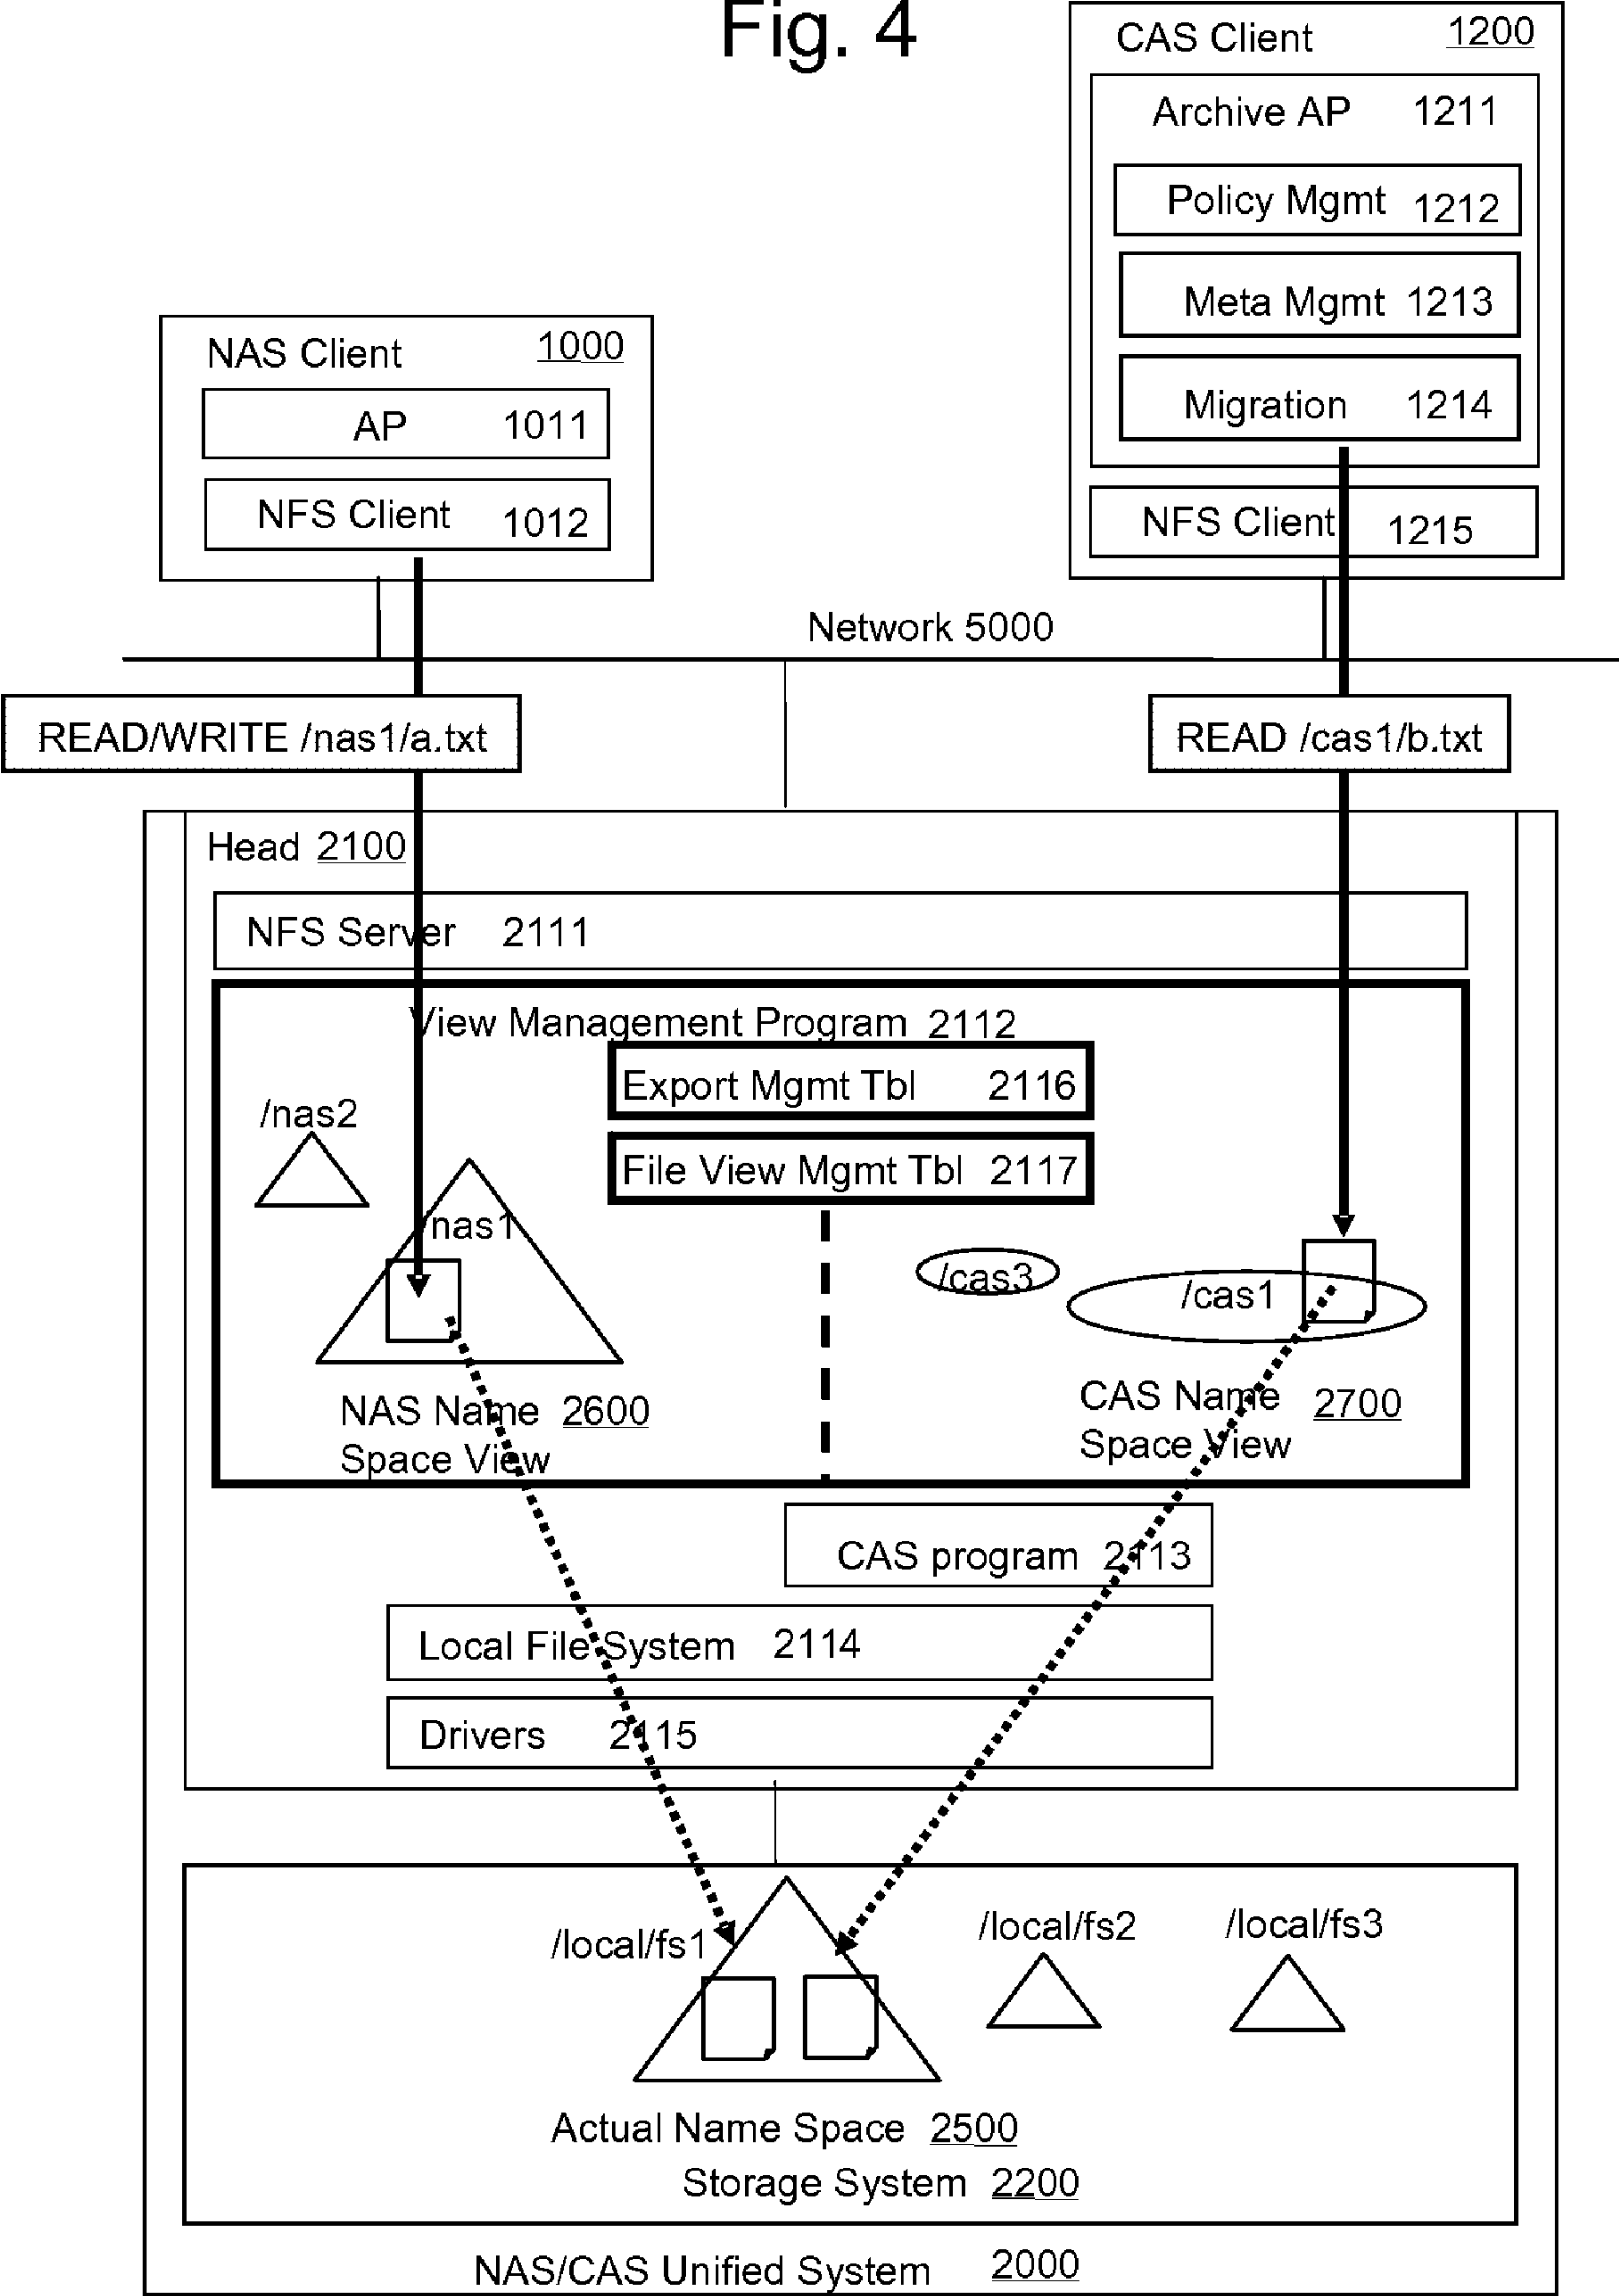 Fig. 4
CAS Client 1200
Archive AP 1211
Policy Mgmt 1212
Meta Mgmt 1213
Migration 1214
NFS Client 1215
NAS Client 1000
AP 1011
NFS Client 1012
Network 5000
READ/WRITE /nas1/a.txt
READ /cas1/b.txt
Head 2100
NFS Server 2111
View Management Program 2112
Export Mgmt Tbl 2116
File View Mgmt Tbl 2117
/nas2
/nas1
/cas3
/cas1
NAS Name 2600
Space View
CAS Name 2700
Space View
CAS program 2113
Local File System 2114
Drivers 2115
/local/fs1
/local/fs2
/local/fs3
Actual Name Space 2500
Storage System 2200
NAS/CAS Unified System 2000